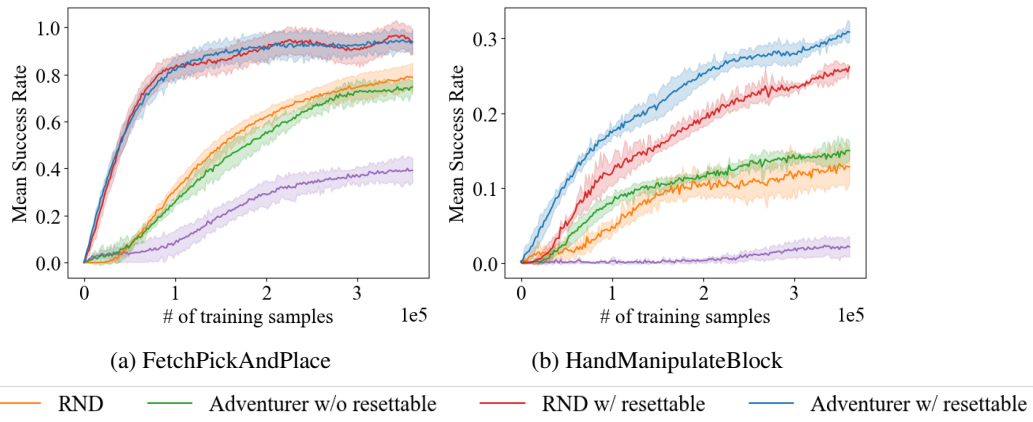 1.0
0.8
0.6
0.4
0.2
0.0
Mean Success Rate
0 1 2 3
# of training samples 1e5
(a) FetchPickAndPlace
0.3
0.2
0.1
0.0
Mean Success Rate
0 1 2 3
# of training samples 1e5
(b) HandManipulateBlock
RND Adventurer w/o resettable RND w/ resettable Adventurer w/ resettable